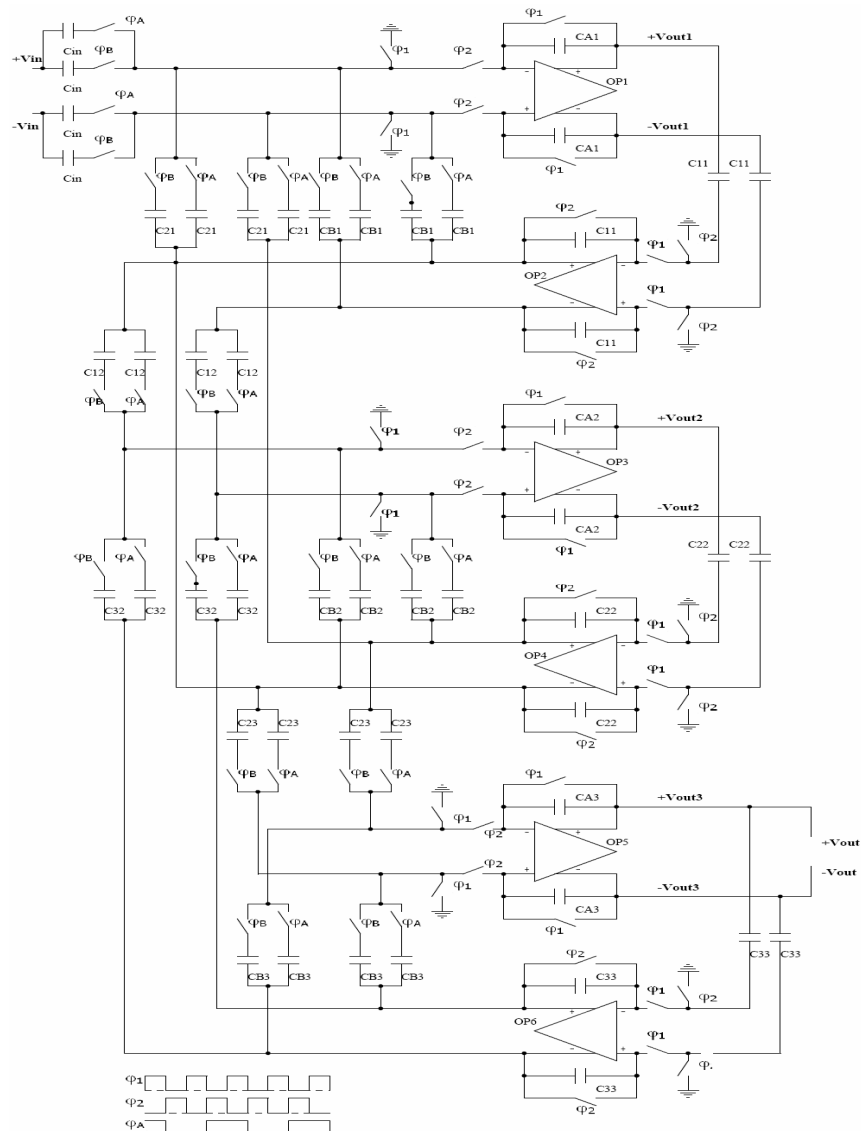 φ1
φA
Cin
CA1
+Vout1
φB
φ1
φ2
+Vin
Cin
OP1
φA
φ2
-Vin
Cin
φB
φ1
CA1
-Vout1
Cin
φ1
C11 C11
φB φA φB φA φB φA φB φA
φ2
C21 C21 C21 C21 CB1 CB1 CB1 CB1
C11
φ1
φ2
OP2
φ1
C11
φ2
φ2
C12 C12 C12 C12
φB φA φB φA
φ1
φ1
φ2
CA2
+Vout2
OP3
φ2
φ1
CA2
-Vout2
φB φA φB φA φB φA φB φA
φ1
C22 C22
C32 C32 C32 C32 CB2 CB2 CB2 CB2
φ2
C22
φ1
φ2
OP4
φ1
C23 C23 C23 C23
C22
φ2
φ2
φB φA φB φA
φ1
φ1
CA3
+Vout3
φ2
OP5
+Vout
φ2
-Vout
φ1
CA3
-Vout3
φB φA φB φA
φ1
C33 C33
CB3 CB3 CB3 CB3
φ2
C33
φ1
φ2
OP6
φ1
φ.
φ1
C33
φ2
φ2
φA